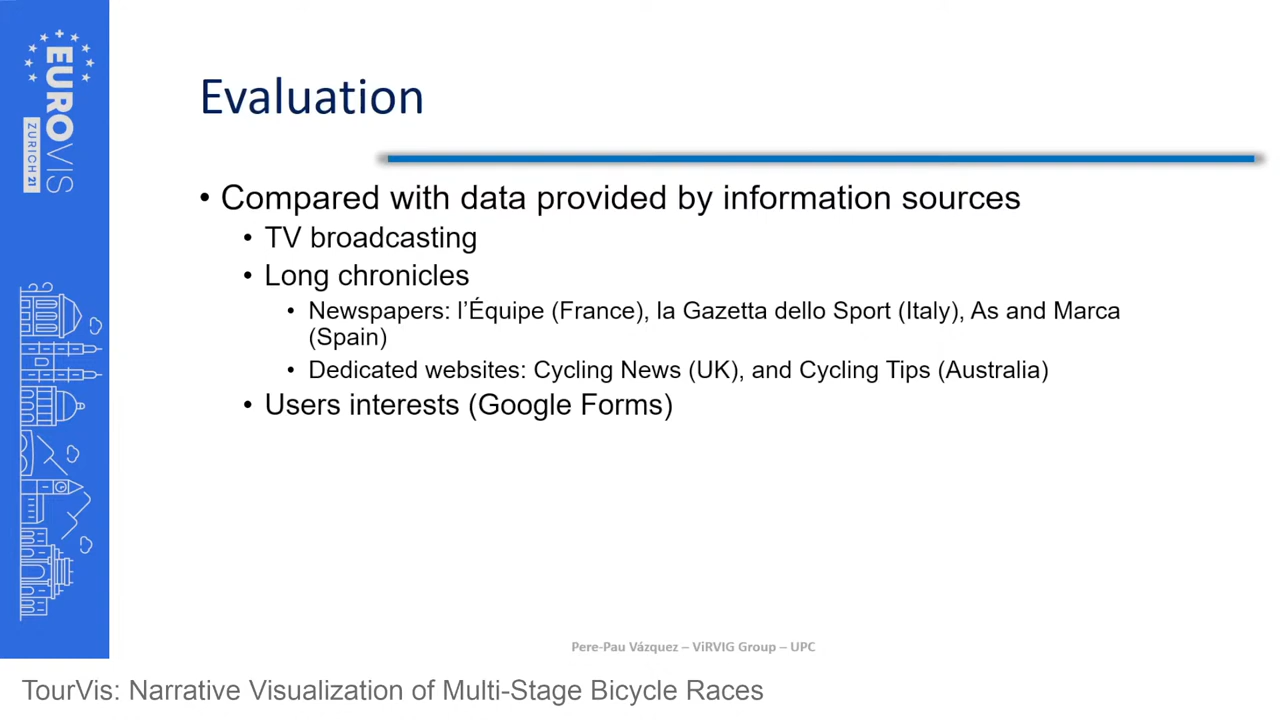 EUROVIS
ZURICH 21
Evaluation
• Compared with data provided by information sources
• TV broadcasting
• Long chronicles
• Newspapers: l’Équipe (France), la Gazetta dello Sport (Italy), As and Marca
(Spain)
• Dedicated websites: Cycling News (UK), and Cycling Tips (Australia)
• Users interests (Google Forms)
Pere-Pau Vázquez – ViRVIG Group – UPC
TourVis: Narrative Visualization of Multi-Stage Bicycle Races